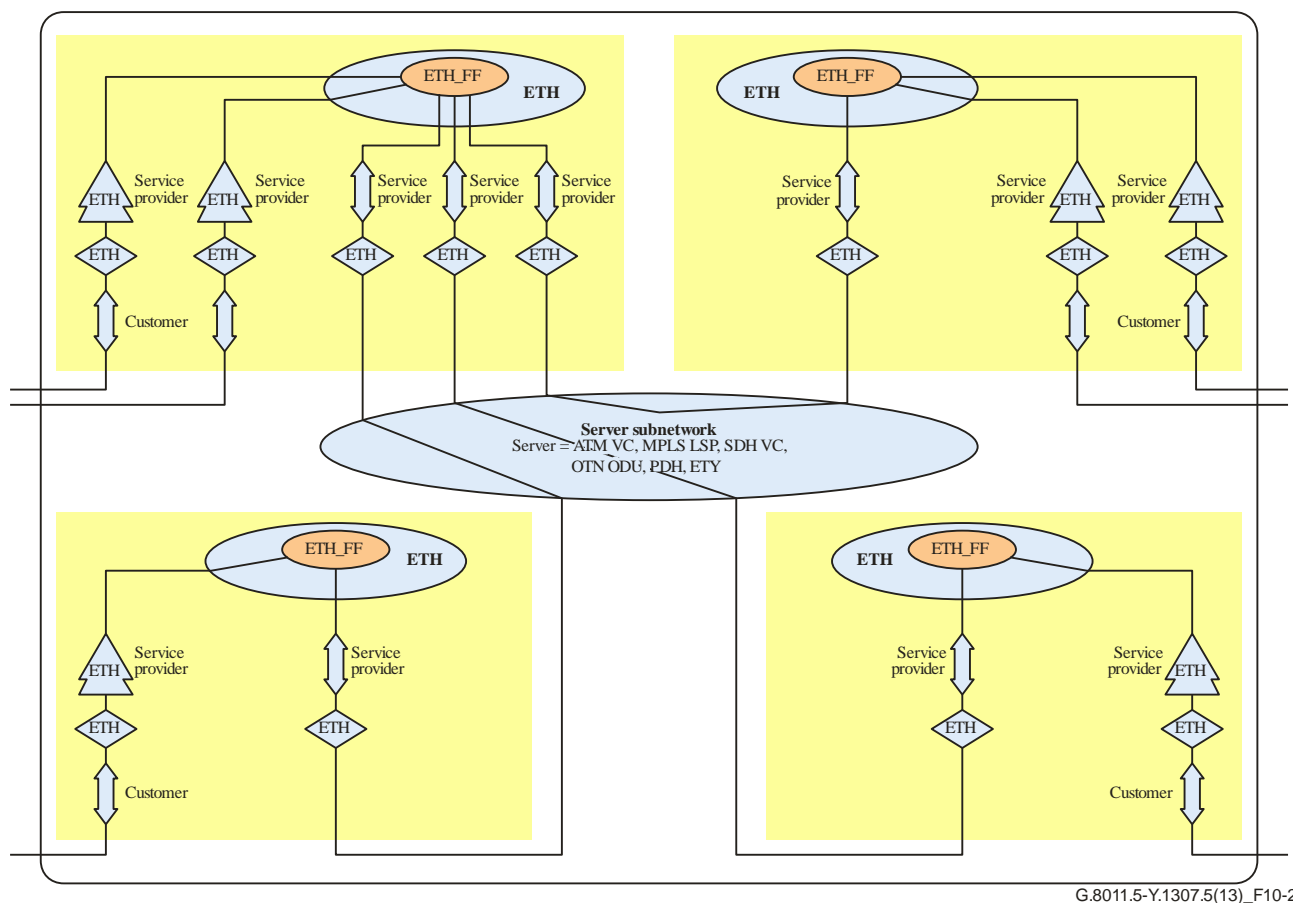 ETH_FF
ETH
ETH_FF
ETH
Service
provider
Service
provider
Service
provider
Service
provider
Service
provider
Service
provider
Service
provider
Service
provider
ETH
ETH
ETH
ETH
ETH
ETH
ETH
ETH
ETH
ETH
ETH
ETH
Customer
Customer
Server subnetwork
Server = ATM VC, MPLS LSP, SDH VC,
OTN ODU, PDH, ETY
ETH_FF
ETH
ETH_FF
ETH
Service
provider
Service
provider
Service
provider
Service
provider
ETH
ETH
ETH
ETH
ETH
ETH
Customer
Customer
G.8011.5-Y.1307.5(13)_F10-2